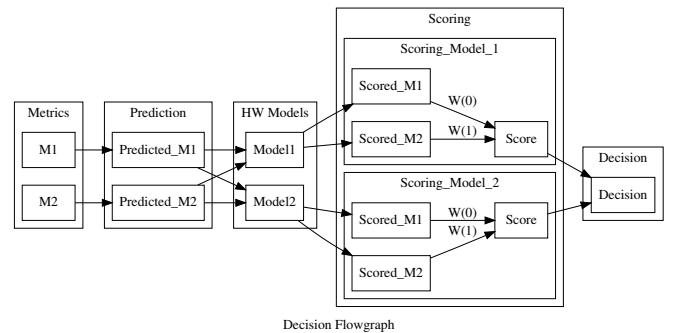 Scoring
Scoring_Model_1
Scored_M1
W(0)
Metrics
Prediction
HW Models
M1
Predicted_M1
Model1
Scored_M2
W(1)
Score
Decision
M2
Predicted_M2
Model2
Scoring_Model_2
Decision
Scored_M1
W(0)
Score
W(1)
Scored_M2
Decision Flowgraph